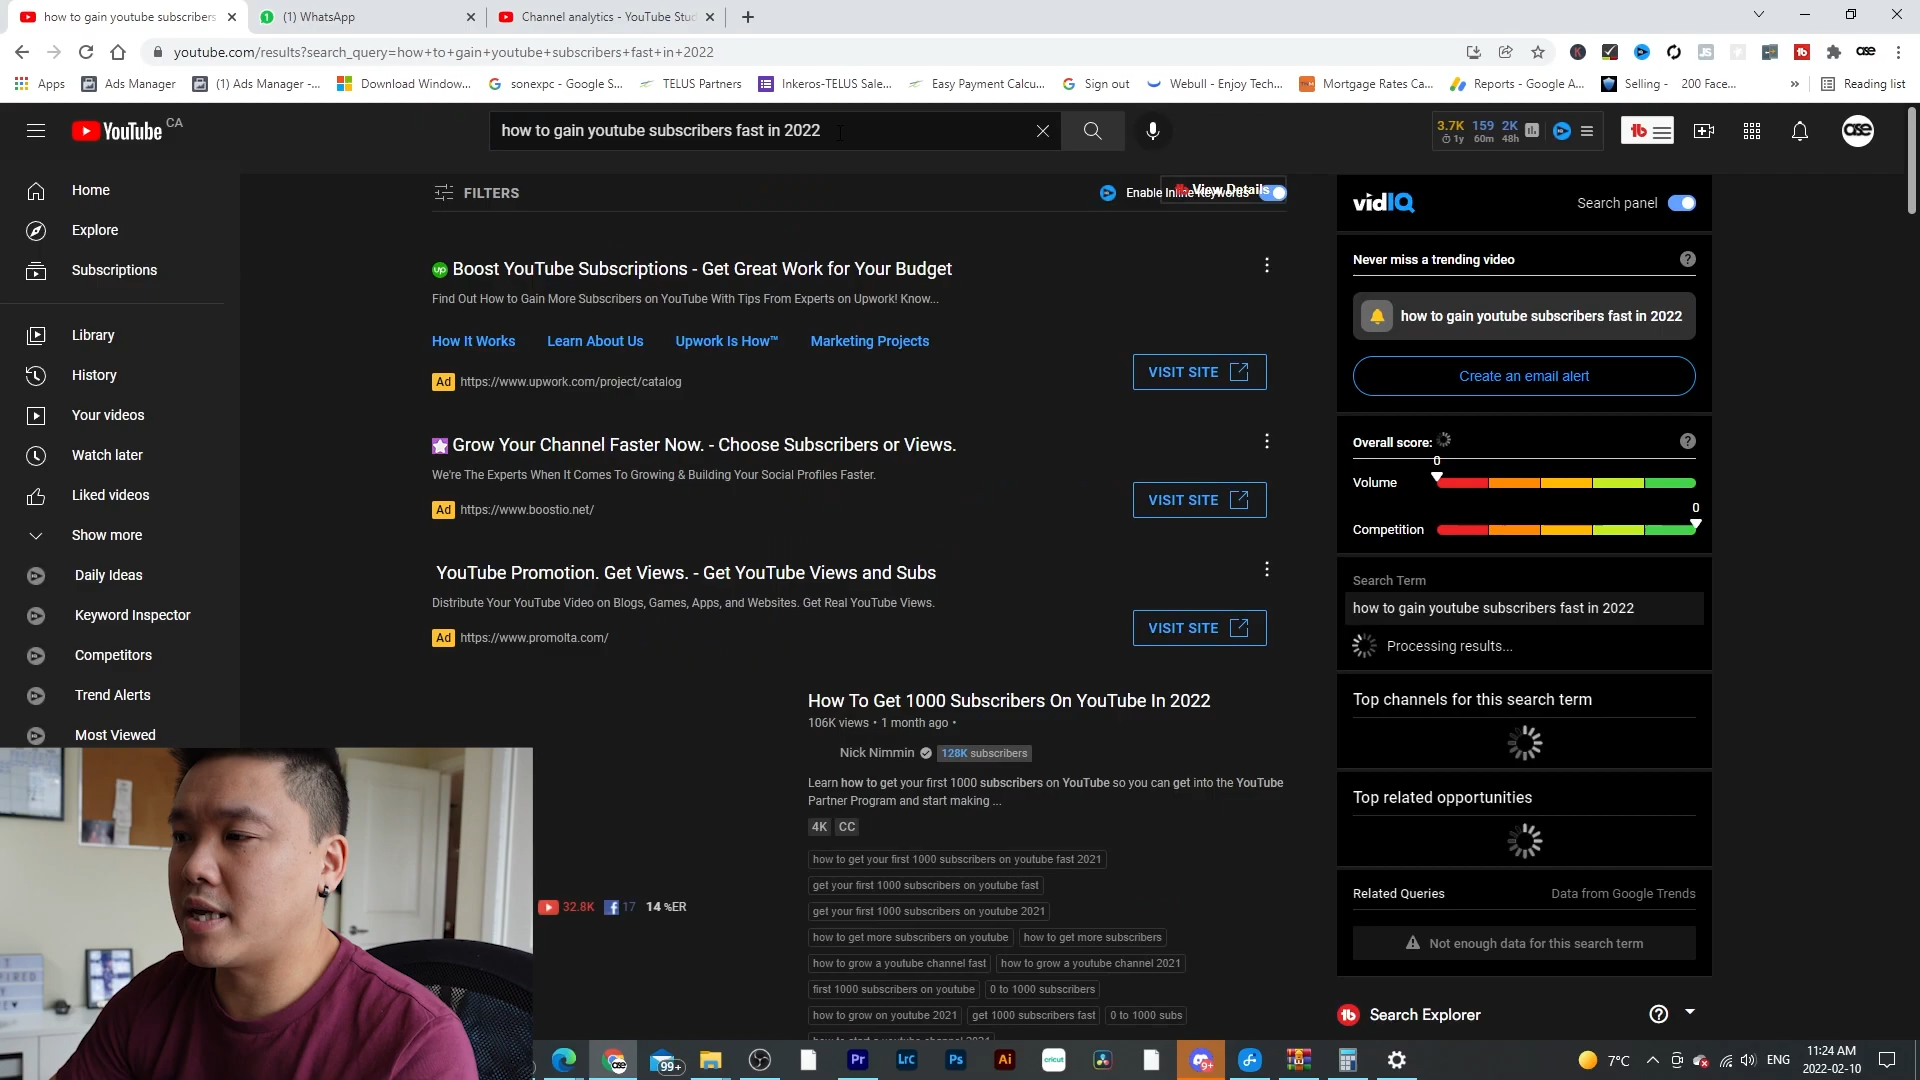 how to gain youtube subscribers
(1) WhatsApp
Channel analytics - YouTube Stud
youtube.com/results?search_query=how+to+gain+youtube+subscribers+fast+in+2022
Apps
Ads Manager
(1) Ads Manager -...
Download Window...
sonexpc - Google S...
TELUS Partners
Inkeros-TELUS Sale...
Easy Payment Calcu...
Sign out
Webull - Enjoy Tech...
Mortgage Rates Ca...
Reports - Google A...
Selling - 200 Face...
»
Reading list
YouTube CA
how to gain youtube subscribers fast in 2022
3.7K 159 2K
1y 60m 48h
Home
Explore
Subscriptions
Library
History
Your videos
Watch later
Liked videos
Show more
Daily Ideas
Keyword Inspector
Competitors
Trend Alerts
Most Viewed
FILTERS
Enable Inline Keywords
View Details
Boost YouTube Subscriptions - Get Great Work for Your Budget
Find Out How to Gain More Subscribers on YouTube With Tips From Experts on Upwork! Know...
How It Works Learn About Us Upwork Is How™ Marketing Projects
VISIT SITE
Ad https://www.upwork.com/project/catalog
Grow Your Channel Faster Now. - Choose Subscribers or Views.
We're The Experts When It Comes To Growing & Building Your Social Profiles Faster.
VISIT SITE
Ad https://www.boostio.net/
YouTube Promotion. Get Views. - Get YouTube Views and Subs
Distribute Your YouTube Video on Blogs, Games, Apps, and Websites. Get Real YouTube Views.
VISIT SITE
Ad https://www.promolta.com/
How To Get 1000 Subscribers On YouTube In 2022
106K views • 1 month ago •
Nick Nimmin 128K subscribers
Learn how to get your first 1000 subscribers on YouTube so you can get into the YouTube
Partner Program and start making ...
4K CC
how to get your first 1000 subscribers on youtube fast 2021
get your first 1000 subscribers on youtube fast
32.8K 17 14 %ER
get your first 1000 subscribers on youtube 2021
how to get more subscribers on youtube how to get more subscribers
how to grow a youtube channel fast how to grow a youtube channel 2021
first 1000 subscribers on youtube 0 to 1000 subscribers
how to grow on youtube 2021 get 1000 subscribers fast 0 to 1000 subs
vidIQ
Search panel
Never miss a trending video
how to gain youtube subscribers fast in 2022
Create an email alert
Overall score:
0
Volume
0
Competition
Search Term
how to gain youtube subscribers fast in 2022
Processing results...
Top channels for this search term
Top related opportunities
Related Queries Data from Google Trends
Not enough data for this search term
Search Explorer
99+
Pr
Lrc
Ps
Ai
cricut
9+
7°C
ENG
11:24 AM
2022-02-10